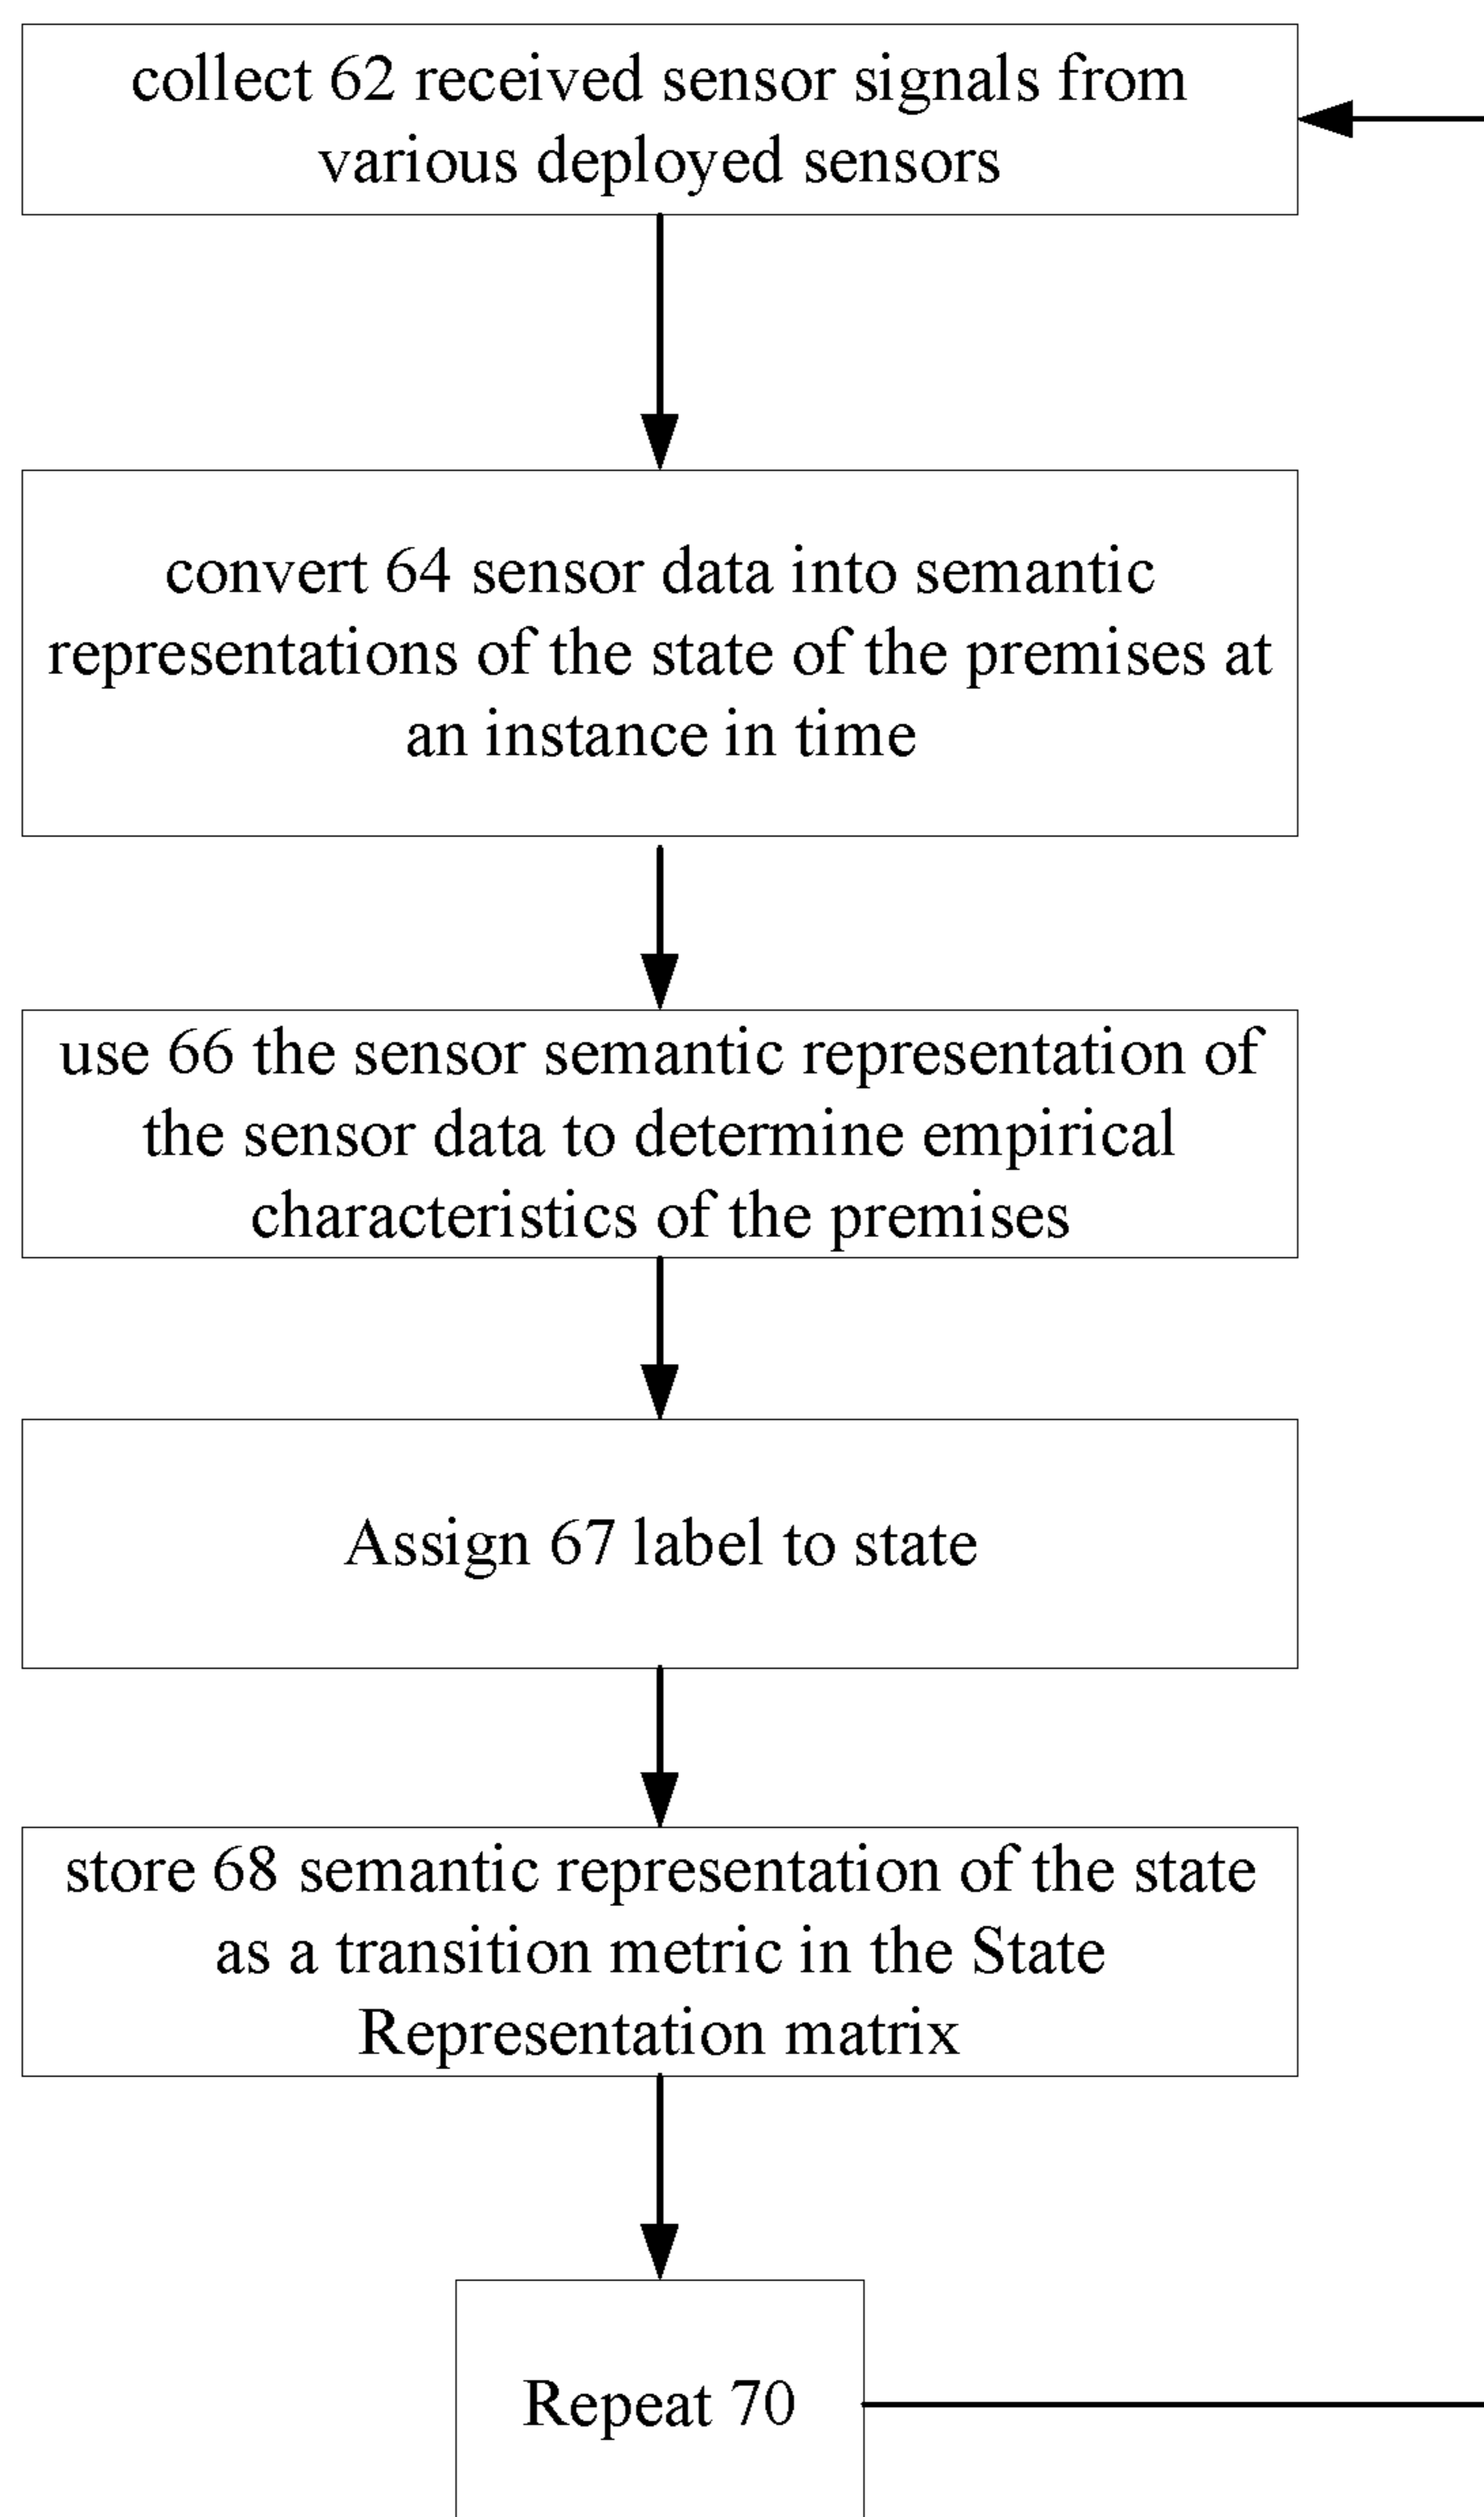 collect 62 received sensor signals from
various deployed sensors
convert 64 sensor data into semantic
representations of the state of the premises at
an instance in time
use 66 the sensor semantic representation of
the sensor data to determine empirical
characteristics of the premises
Assign 67 label to state
store 68 semantic representation of the state
as a transition metric in the State
Representation matrix
Repeat 70